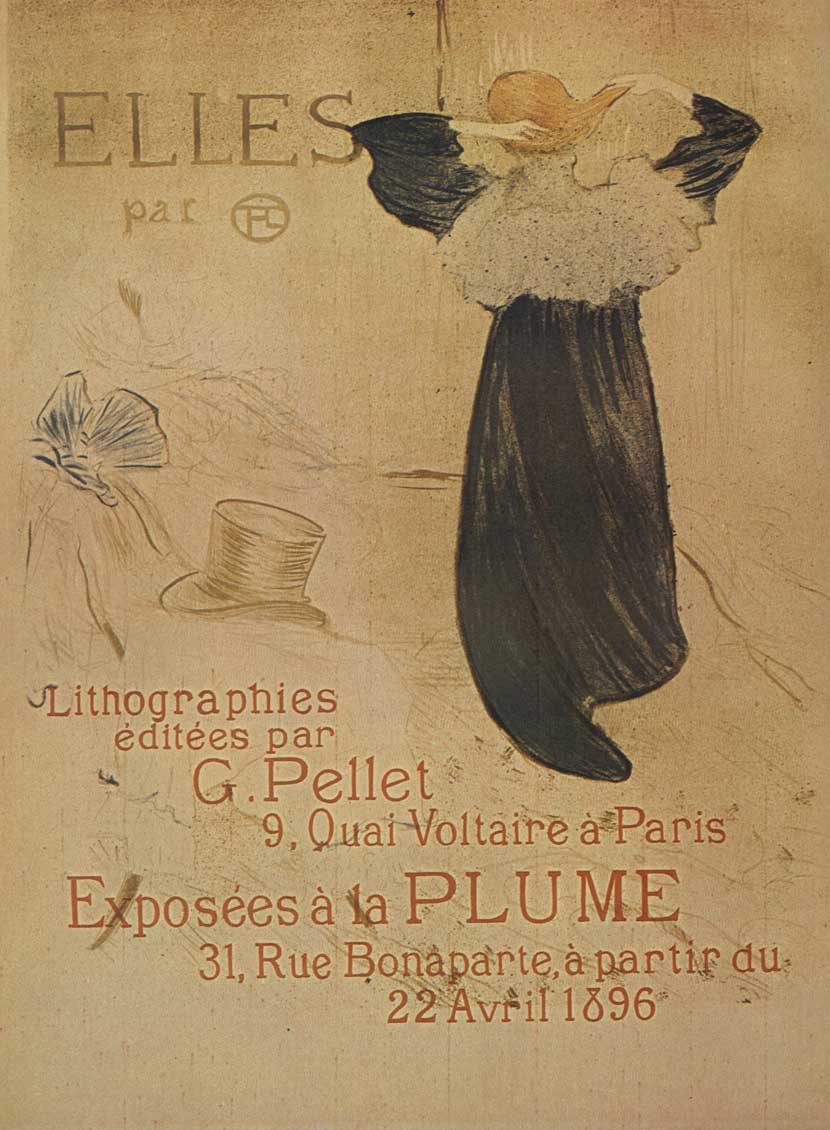 ELLES
par HTL
Lithographies
éditées par
G. Pellet
9, Quai Voltaire à Paris
Exposées à la PLUME
31, Rue Bonaparte, à partir du
22 Avril 1896